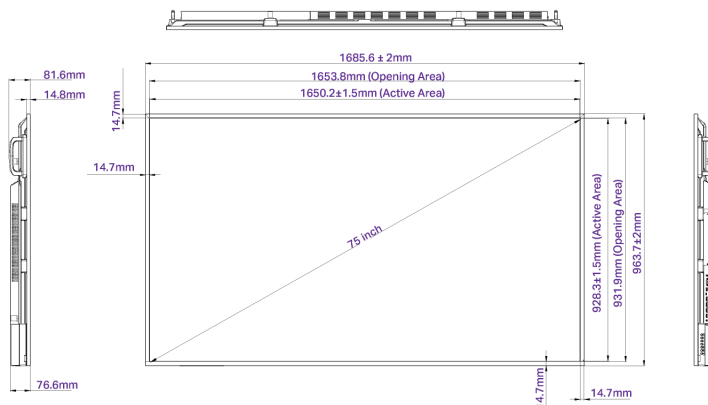 1685.6 ± 2mm
81.6mm
1653.8mm (Opening Area)
14.8mm
1650.2±1.5mm (Active Area)
14.7mm
14.7mm
75 inch
928.3±1.5mm (Active Area)
931.9mm (Opening Area)
963.7±2mm
76.6mm
14.7mm
14.7mm